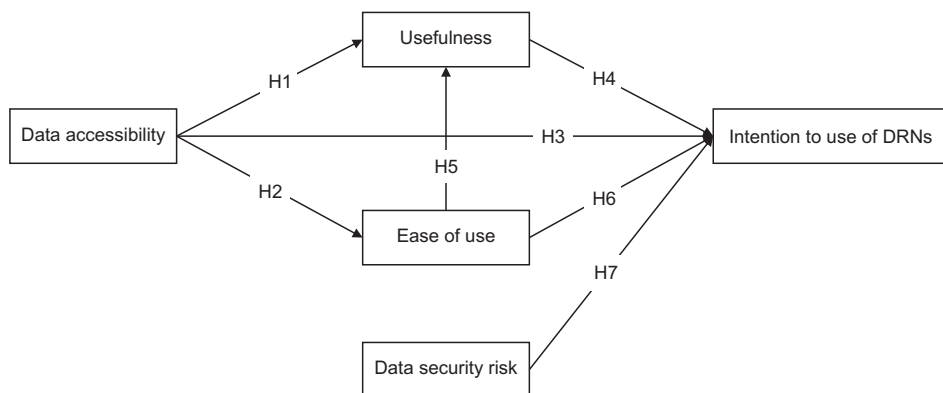 Usefulness
H1
H4
Data accessibility
H3
Intention to use of DRNs
H5
H2
H6
Ease of use
H7
Data security risk